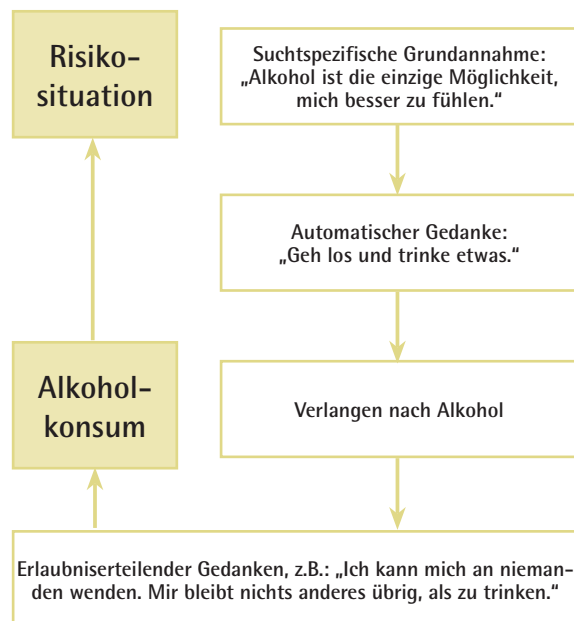 Risiko-
situation
Suchtspezifische Grundannahme:
„Alkohol ist die einzige Möglichkeit,
mich besser zu fühlen.“
Automatischer Gedanke:
„Geh los und trinke etwas.“
Alkohol-
konsum
Verlangen nach Alkohol
Erlaubniserteilender Gedanken, z.B.: „Ich kann mich an nieman-
den wenden. Mir bleibt nichts anderes übrig, als zu trinken.“